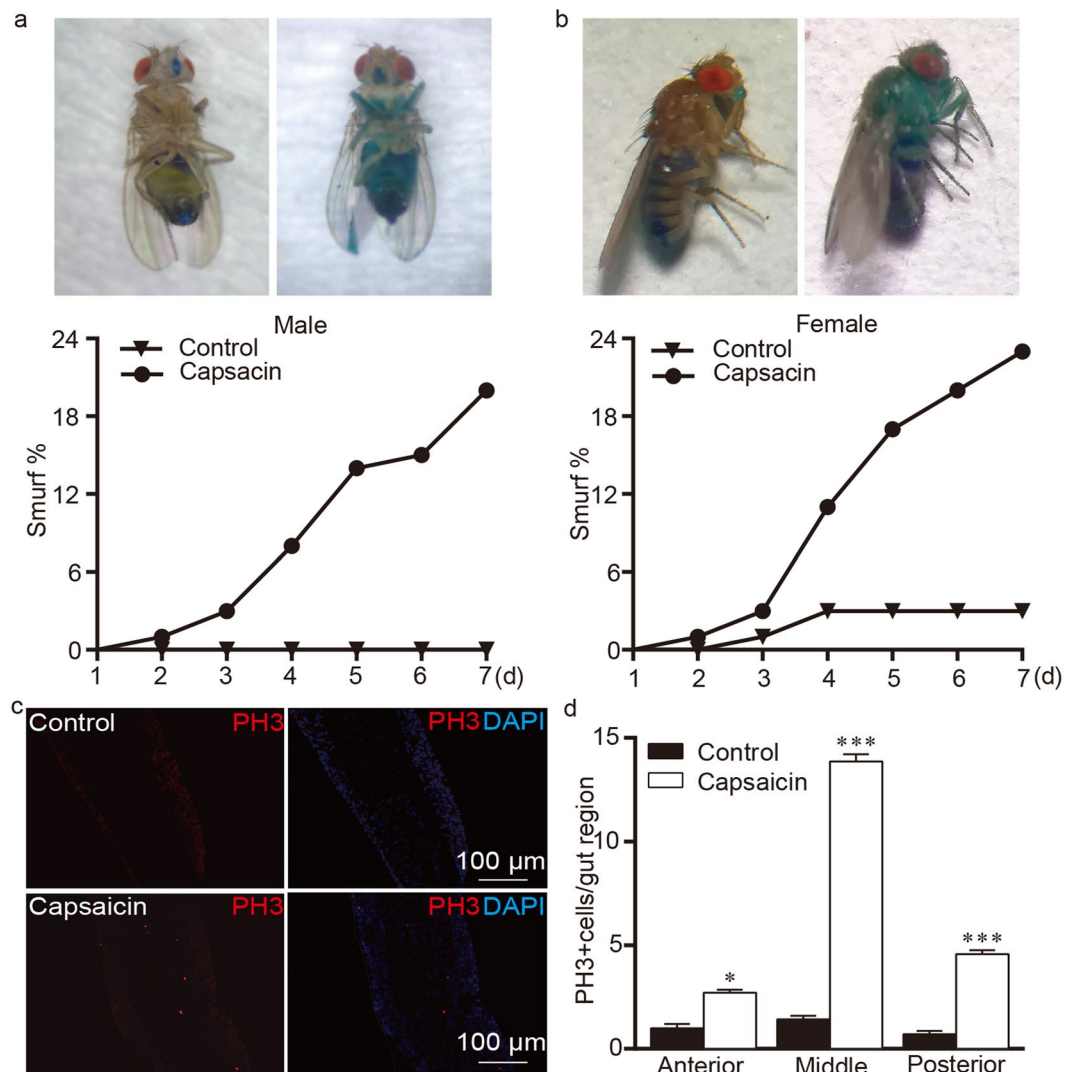 a
b
Male
24
Control
Capsacin
18
12
6
0
Smurf %
1 2 3 4 5 6 7 (d)
Female
24
Control
Capsacin
18
12
6
0
Smurf %
1 2 3 4 5 6 7 (d)
c
Control PH3
PH3 DAPI
100 μm
Capsaicin PH3
PH3 DAPI
100 μm
d
15
Control
Capsaicin
10
5
0
PH3+cells/gut region
*
***
***
Anterior Middle Posterior